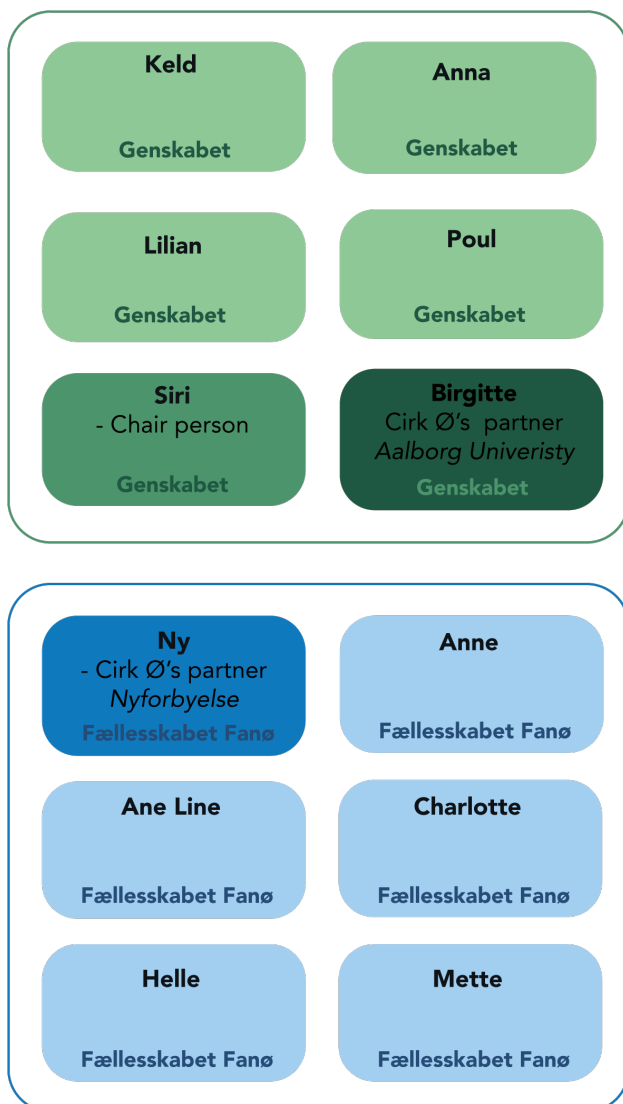 Keld
Genskabet
Anna
Genskabet
Lilian
Genskabet
Poul
Genskabet
Siri
- Chair person
Genskabet
Birgitte
Cirk Ø's partner
Aalborg Univeristy
Genskabet
Ny
- Cirk Ø's partner
Nyforbyelse
Fællesskabet Fanø
Anne
Fællesskabet Fanø
Ane Line
Fællesskabet Fanø
Charlotte
Fællesskabet Fanø
Helle
Fællesskabet Fanø
Mette
Fællesskabet Fanø